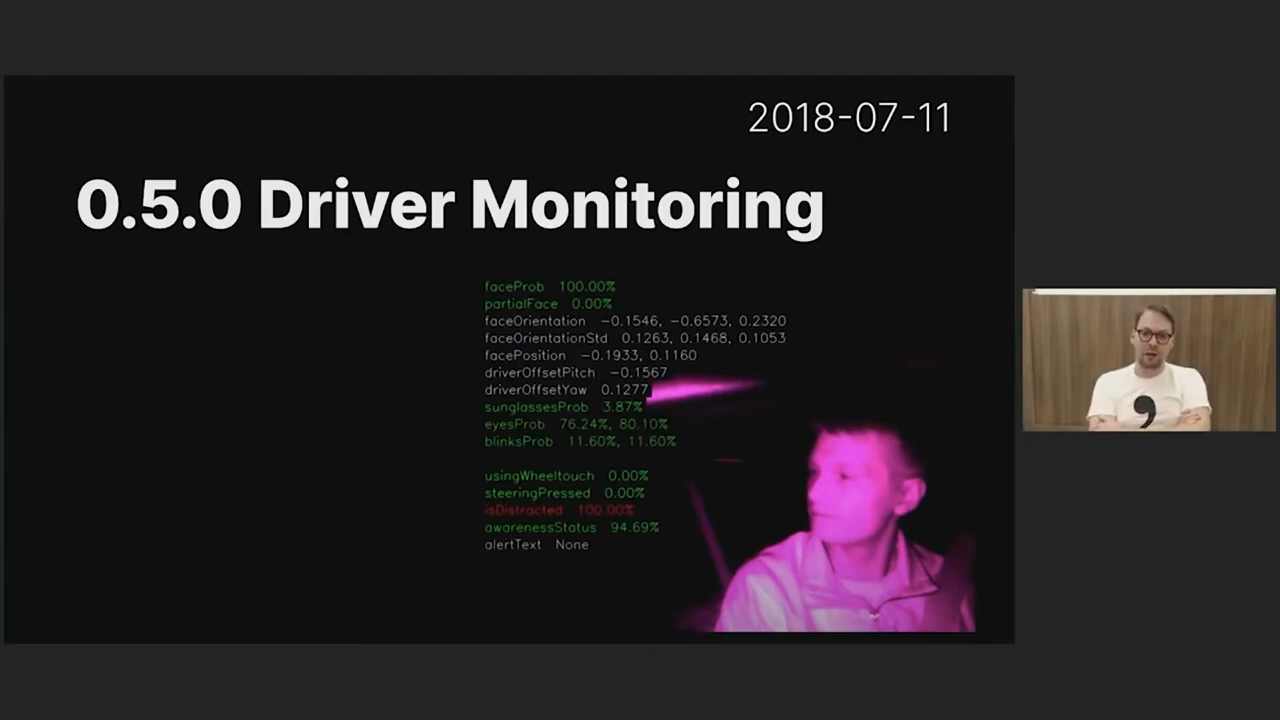 2018-07-11
0.5.0 Driver Monitoring
faceProb 100.00%
partialFace 0.00%
faceOrientation -0.1546, -0.6573, 0.2320
faceOrientationStd 0.1263, 0.1468, 0.1053
facePosition -0.1933, 0.1160
driverOffsetPitch -0.1567
driverOffsetYaw 0.1277
sunglassesProb 3.87%
eyesProb 76.24%, 80.10%
blinksProb 11.60%, 11.60%
usingWheeltouch 0.00%
steeringPressed 0.00%
isDistracted 100.00%
awarenessStatus 94.69%
alertText None